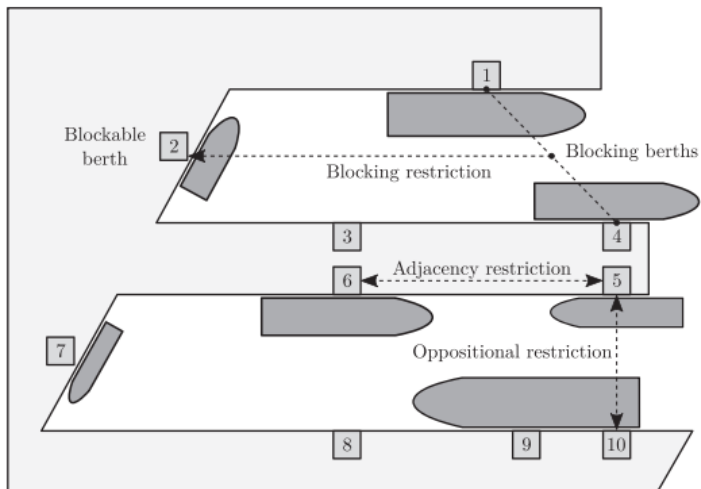 1
Blockable
berth
2
Blocking berths
Blocking restriction
3
4
6
Adjacency restriction
5
7
Oppositional restriction
8
9
10